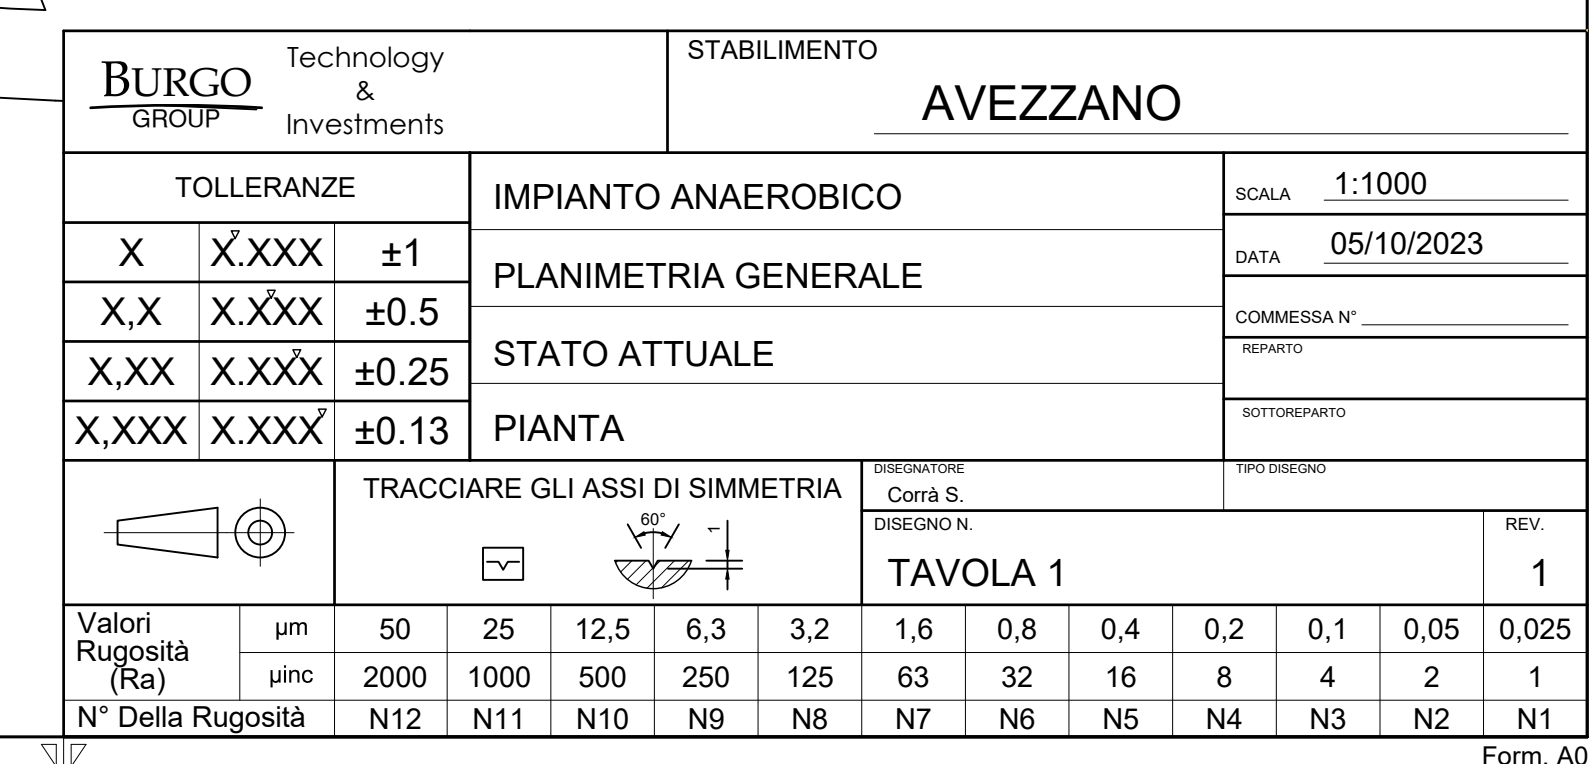 BURGO
GROUP
Technology
&
Investments
STABILIMENTO
AVEZZANO
TOLLERANZE
X X.XXX ±1
X,X X.XXX ±0.5
X,XX X.XXX ±0.25
X,XXX X.XXX ±0.13
IMPIANTO ANAEROBICO
PLANIMETRIA GENERALE
STATO ATTUALE
PIANTA
SCALA 1:1000
DATA 05/10/2023
COMMESSA N°
REPARTO
SOTTOREPARTO
TRACCIARE GLI ASSI DI SIMMETRIA
60°
1
DISEGNATORE
Corrà S.
TIPO DISEGNO
DISEGNO N.
TAVOLA 1
REV.
1
Valori
Rugosità
(Ra)
µm 50 25 12,5 6,3 3,2 1,6 0,8 0,4 0,2 0,1 0,05 0,025
µinc 2000 1000 500 250 125 63 32 16 8 4 2 1
N° Della Rugosità N12 N11 N10 N9 N8 N7 N6 N5 N4 N3 N2 N1
Form. A0